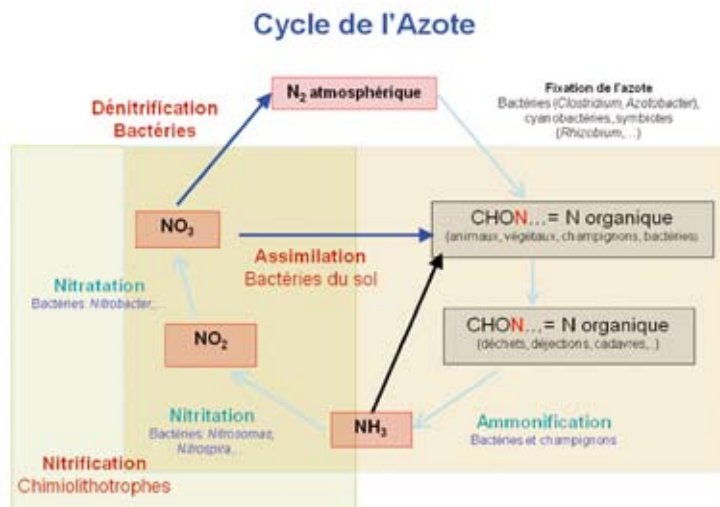 Cycle de l'Azote
N2 atmosphérique
Fixation de l'azote
Bactéries (Clostridium, Azotobacter),
cyanobactéries, symbiotes
(Rhizobium,...)
Dénitrification
Bactéries
NO3
CHON...= N organique
(animaux, végétaux, champignons, bactéries)
Assimilation
Bactéries du sol
Nitratation
Bactéries: Nitrobacter,...
NO2
CHON...= N organique
(déchets, déjections, cadavres,..)
Nitritation
Bactéries: Nitrosomas,
Nitrospira,..
NH3
Ammonification
Bactéries et champignons
Nitrification
Chimiolithotrophes